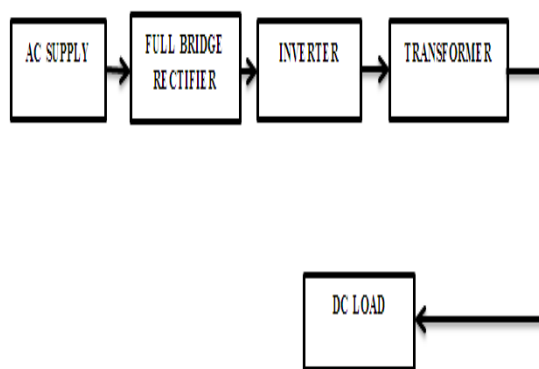 AC SUPPLY
FULL BRIDGE
RECTIFIER
INVERTER
TRANSFORMER
DC LOAD